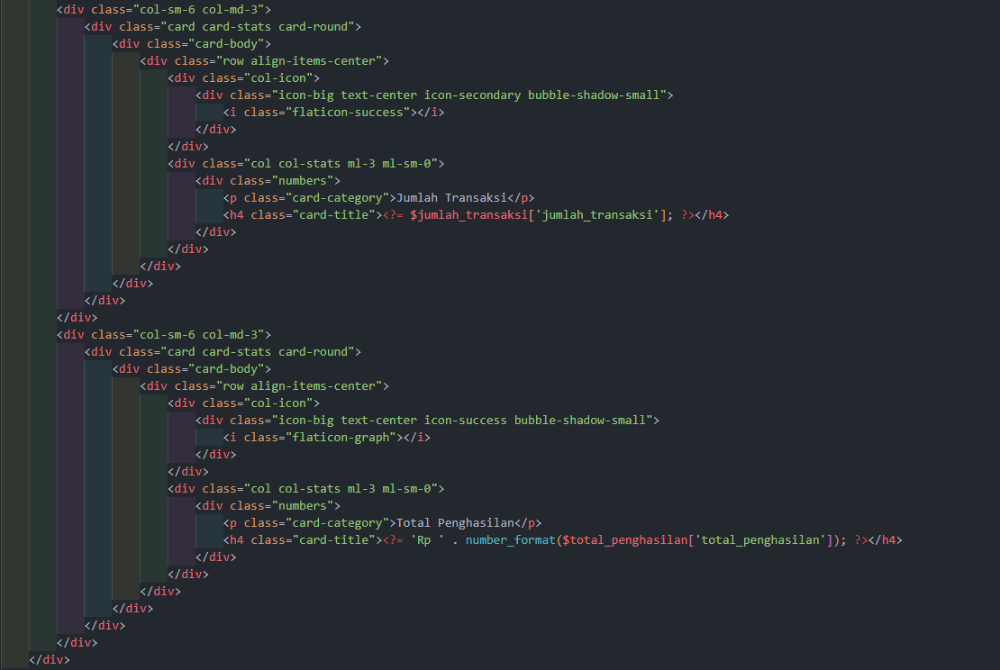 <div class="col-sm-6 col-md-3">
<div class="card card-stats card-round">
<div class="card-body">
<div class="row align-items-center">
<div class="col-icon">
<div class="icon-big text-center icon-secondary bubble-shadow-small">
<i class="flaticon-success"></i>
</div>
</div>
<div class="col col-stats ml-3 ml-sm-0">
<div class="numbers">
<p class="card-category">Jumlah Transaksi</p>
<h4 class="card-title"><?= $jumlah_transaksi['jumlah_transaksi']; ?></h4>
</div>
</div>
</div>
</div>
</div>
</div>
<div class="col-sm-6 col-md-3">
<div class="card card-stats card-round">
<div class="card-body">
<div class="row align-items-center">
<div class="col-icon">
<div class="icon-big text-center icon-success bubble-shadow-small">
<i class="flaticon-graph"></i>
</div>
</div>
<div class="col col-stats ml-3 ml-sm-0">
<div class="numbers">
<p class="card-category">Total Penghasilan</p>
<h4 class="card-title"><?= 'Rp ' . number_format($total_penghasilan['total_penghasilan']); ?></h4>
</div>
</div>
</div>
</div>
</div>
</div>
</div>